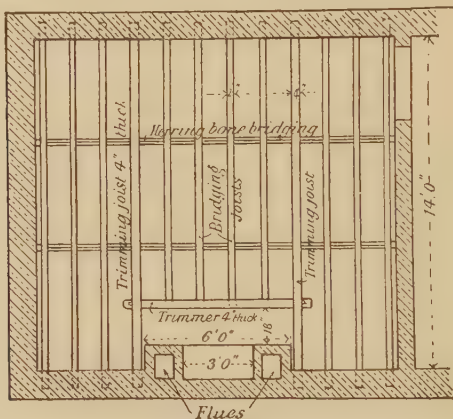 Herring bone bridging
Trimming joist 4" thick
Bridging
Joists
Trimming joist
14'0"
Trimmer 4" thick.
6'0"
18
3'0"
Flues